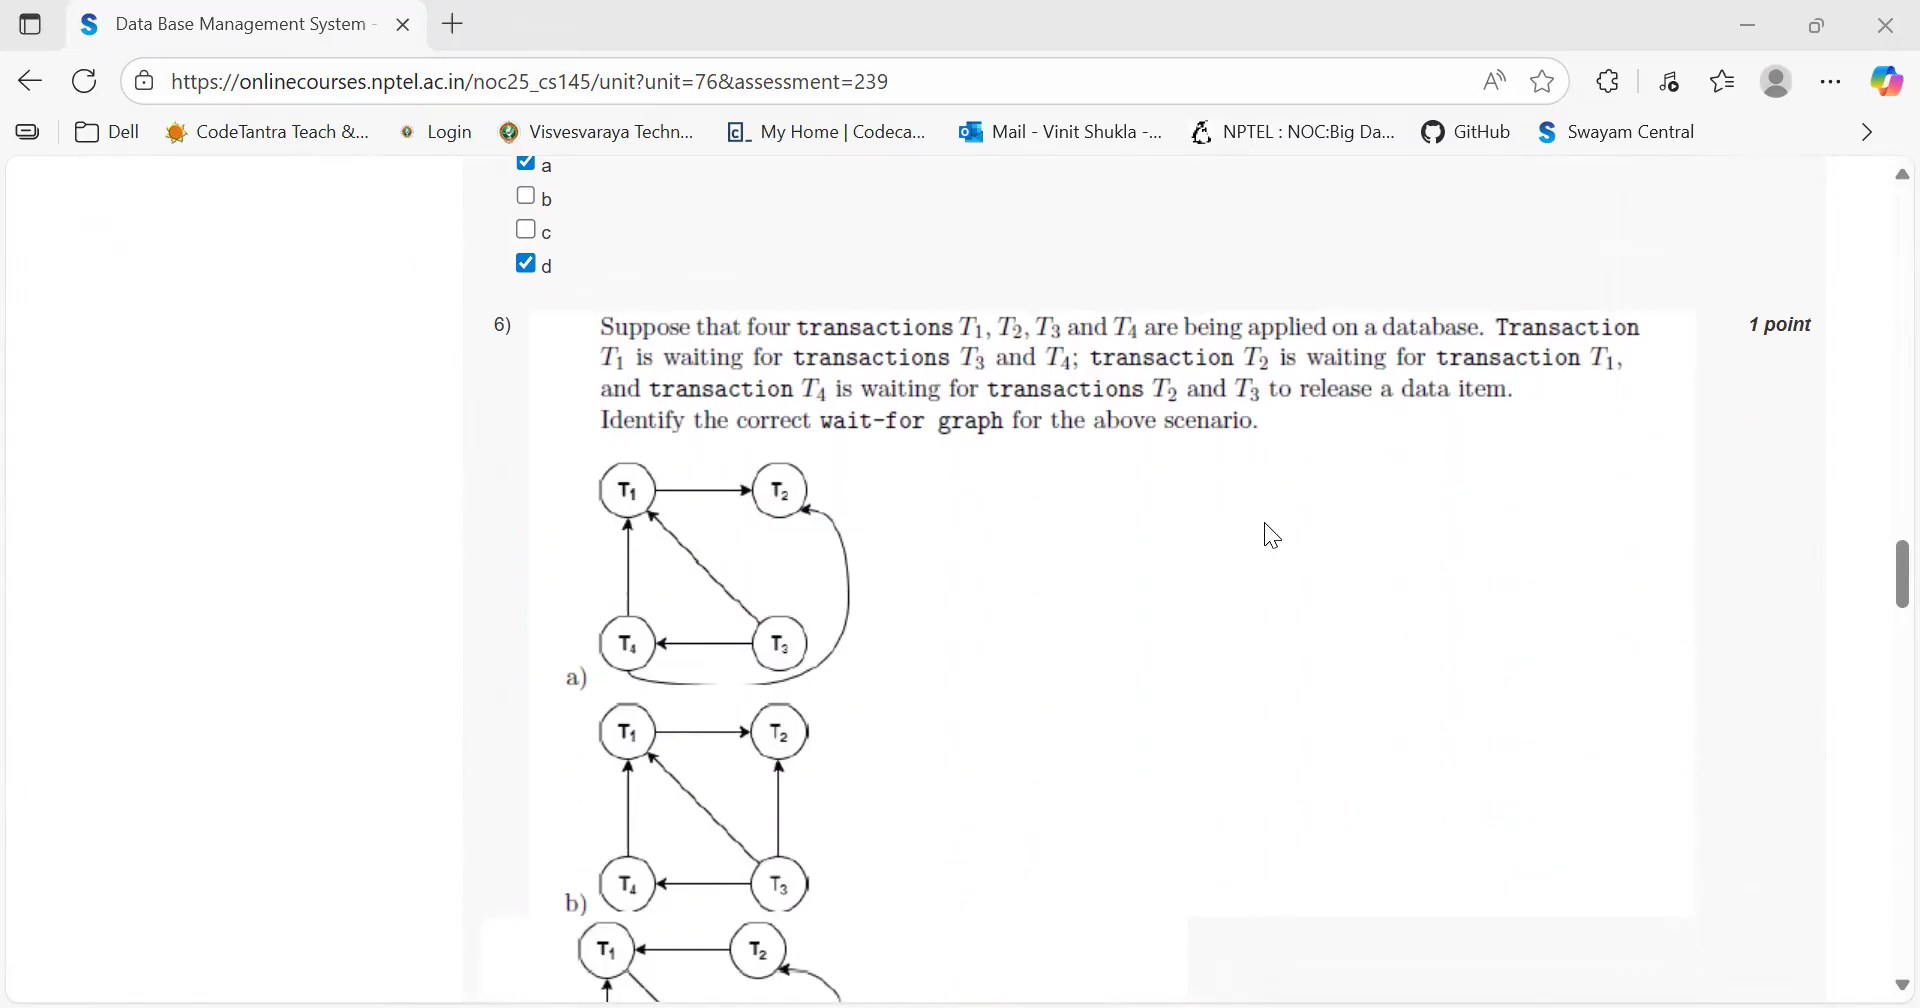 Data Base Management System -
https://onlinecourses.nptel.ac.in/noc25_cs145/unit?unit=76&assessment=239
Dell
CodeTantra Teach &...
Login
Visvesvaraya Techn...
My Home | Codeca...
Mail - Vinit Shukla -...
NPTEL : NOC:Big Da...
GitHub
Swayam Central
a
b
c
d
6)
Suppose that four transactions T₁, T₂, T₃ and T₄ are being applied on a database. Transaction
T₁ is waiting for transactions T₃ and T₄; transaction T₂ is waiting for transaction T₁,
and transaction T₄ is waiting for transactions T₂ and T₃ to release a data item.
Identify the correct wait-for graph for the above scenario.
1 point
T₁ T₂
T₄ T₃
a)
T₁ T₂
T₄ T₃
b)
T₁ T₂